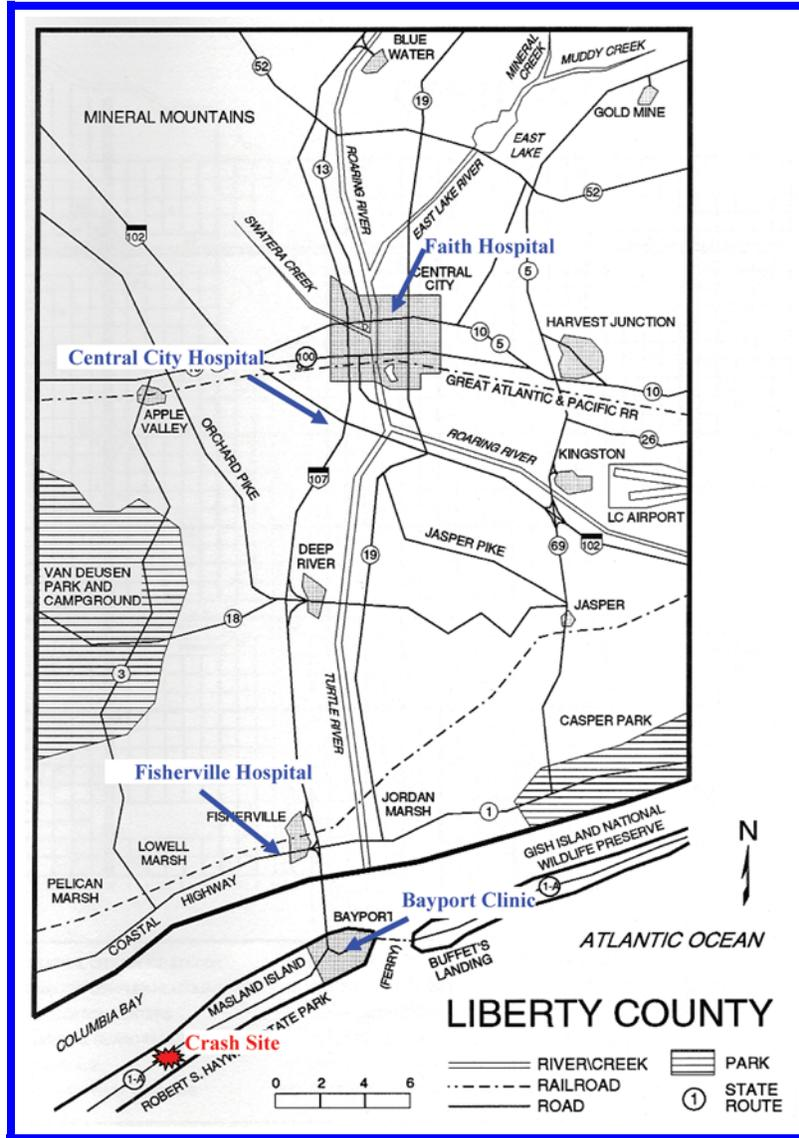 BLUE
WATER
52
MINERAL
CREEK
MUDDY CREEK
19
GOLD MINE
MINERAL MOUNTAINS
EAST
LAKE
ROARING RIVER
13
EAST LAKE RIVER
52
102
SWATERA CREEK
Faith Hospital
CENTRAL
CITY
5
HARVEST JUNCTION
10
5
Central City Hospital
100
GREAT ATLANTIC & PACIFIC RR
10
APPLE
VALLEY
ORCHARD PIKE
ROARING RIVER
26
KINGSTON
107
LC AIRPORT
JASPER PIKE
DEEP
RIVER
19
69
102
VAN DEUSEN
PARK AND
CAMPGROUND
JASPER
18
3
TURTLE RIVER
CASPER PARK
Fisherville Hospital
JORDAN
MARSH
1
FISHERVILLE
LOWELL
MARSH
GISH ISLAND NATIONAL
WILDLIFE PRESERVE
N
PELICAN
MARSH
COASTAL HIGHWAY
1-A
Bayport Clinic
BAYPORT
(FERRY)
BUFFET'S
LANDING
ATLANTIC OCEAN
MASLAND ISLAND
COLUMBIA BAY
LIBERTY COUNTY
Crash Site
ROBERT S. HAYW STATE PARK
1-A
0 2 4 6
RIVER\CREEK
RAILROAD
ROAD
PARK
1
STATE
ROUTE